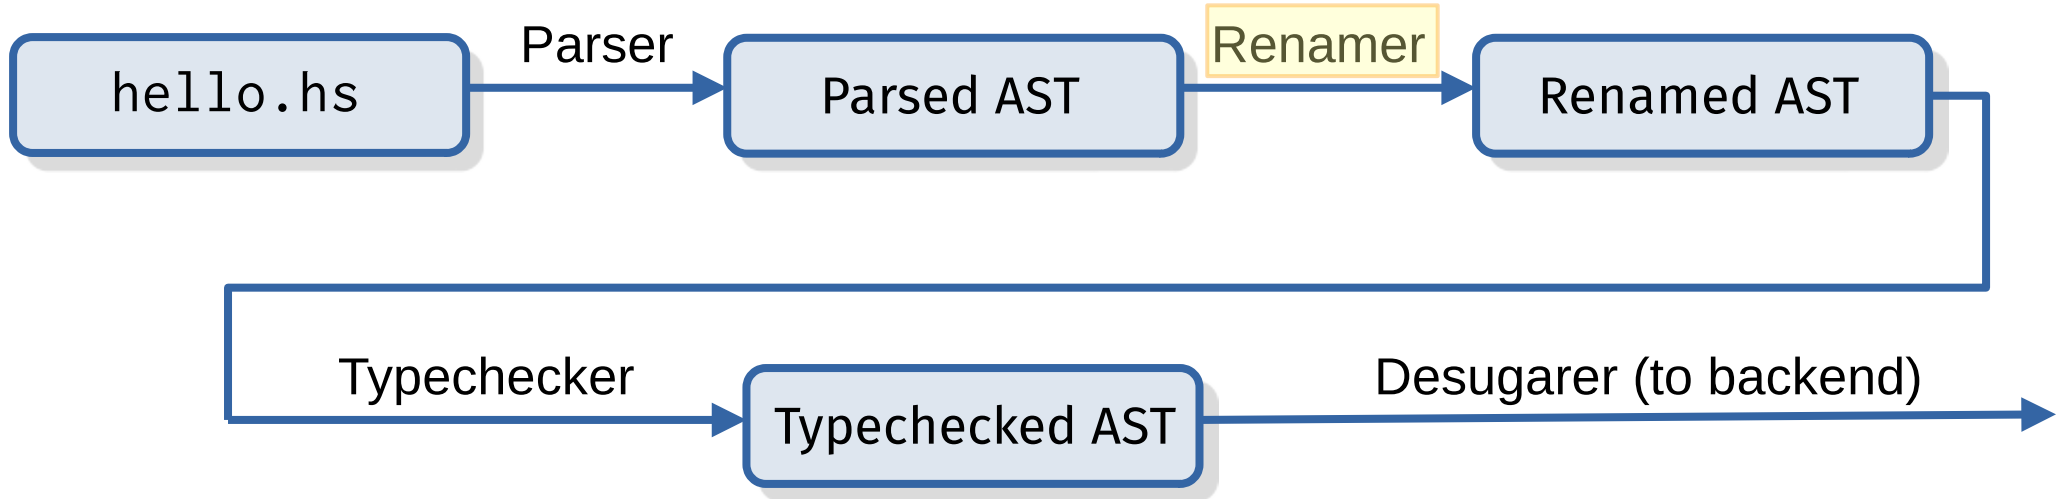 Parser
Renamer
hello.hs
Parsed AST
Renamed AST
Typechecker
Desugarer (to backend)
Typechecked AST